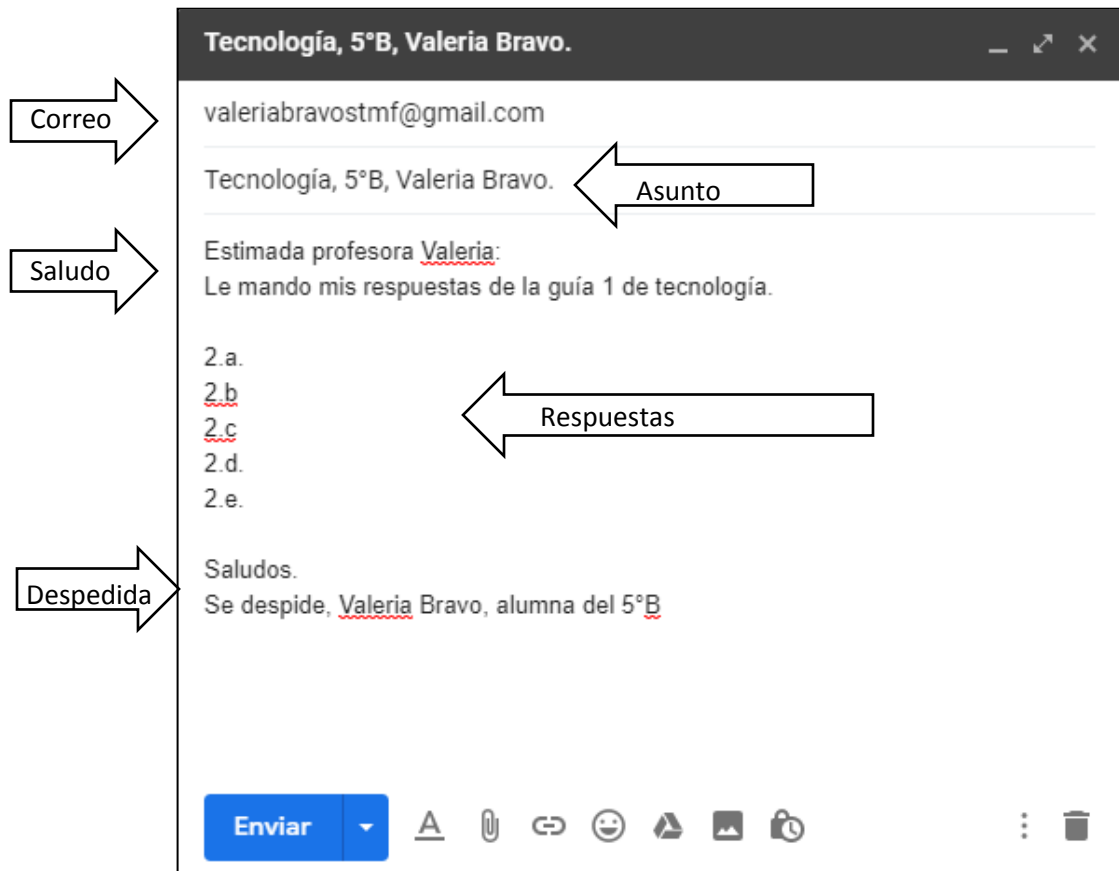 Tecnología, 5°B, Valeria Bravo.
Correo
valeriabravostmf@gmail.com
Tecnología, 5°B, Valeria Bravo.
Asunto
Saludo
Estimada profesora Valeria:
Le mando mis respuestas de la guía 1 de tecnología.
2.a.
2.b
2.c
2.d.
2.e.
Respuestas
Despedida
Saludos.
Se despide, Valeria Bravo, alumna del 5°B
Enviar